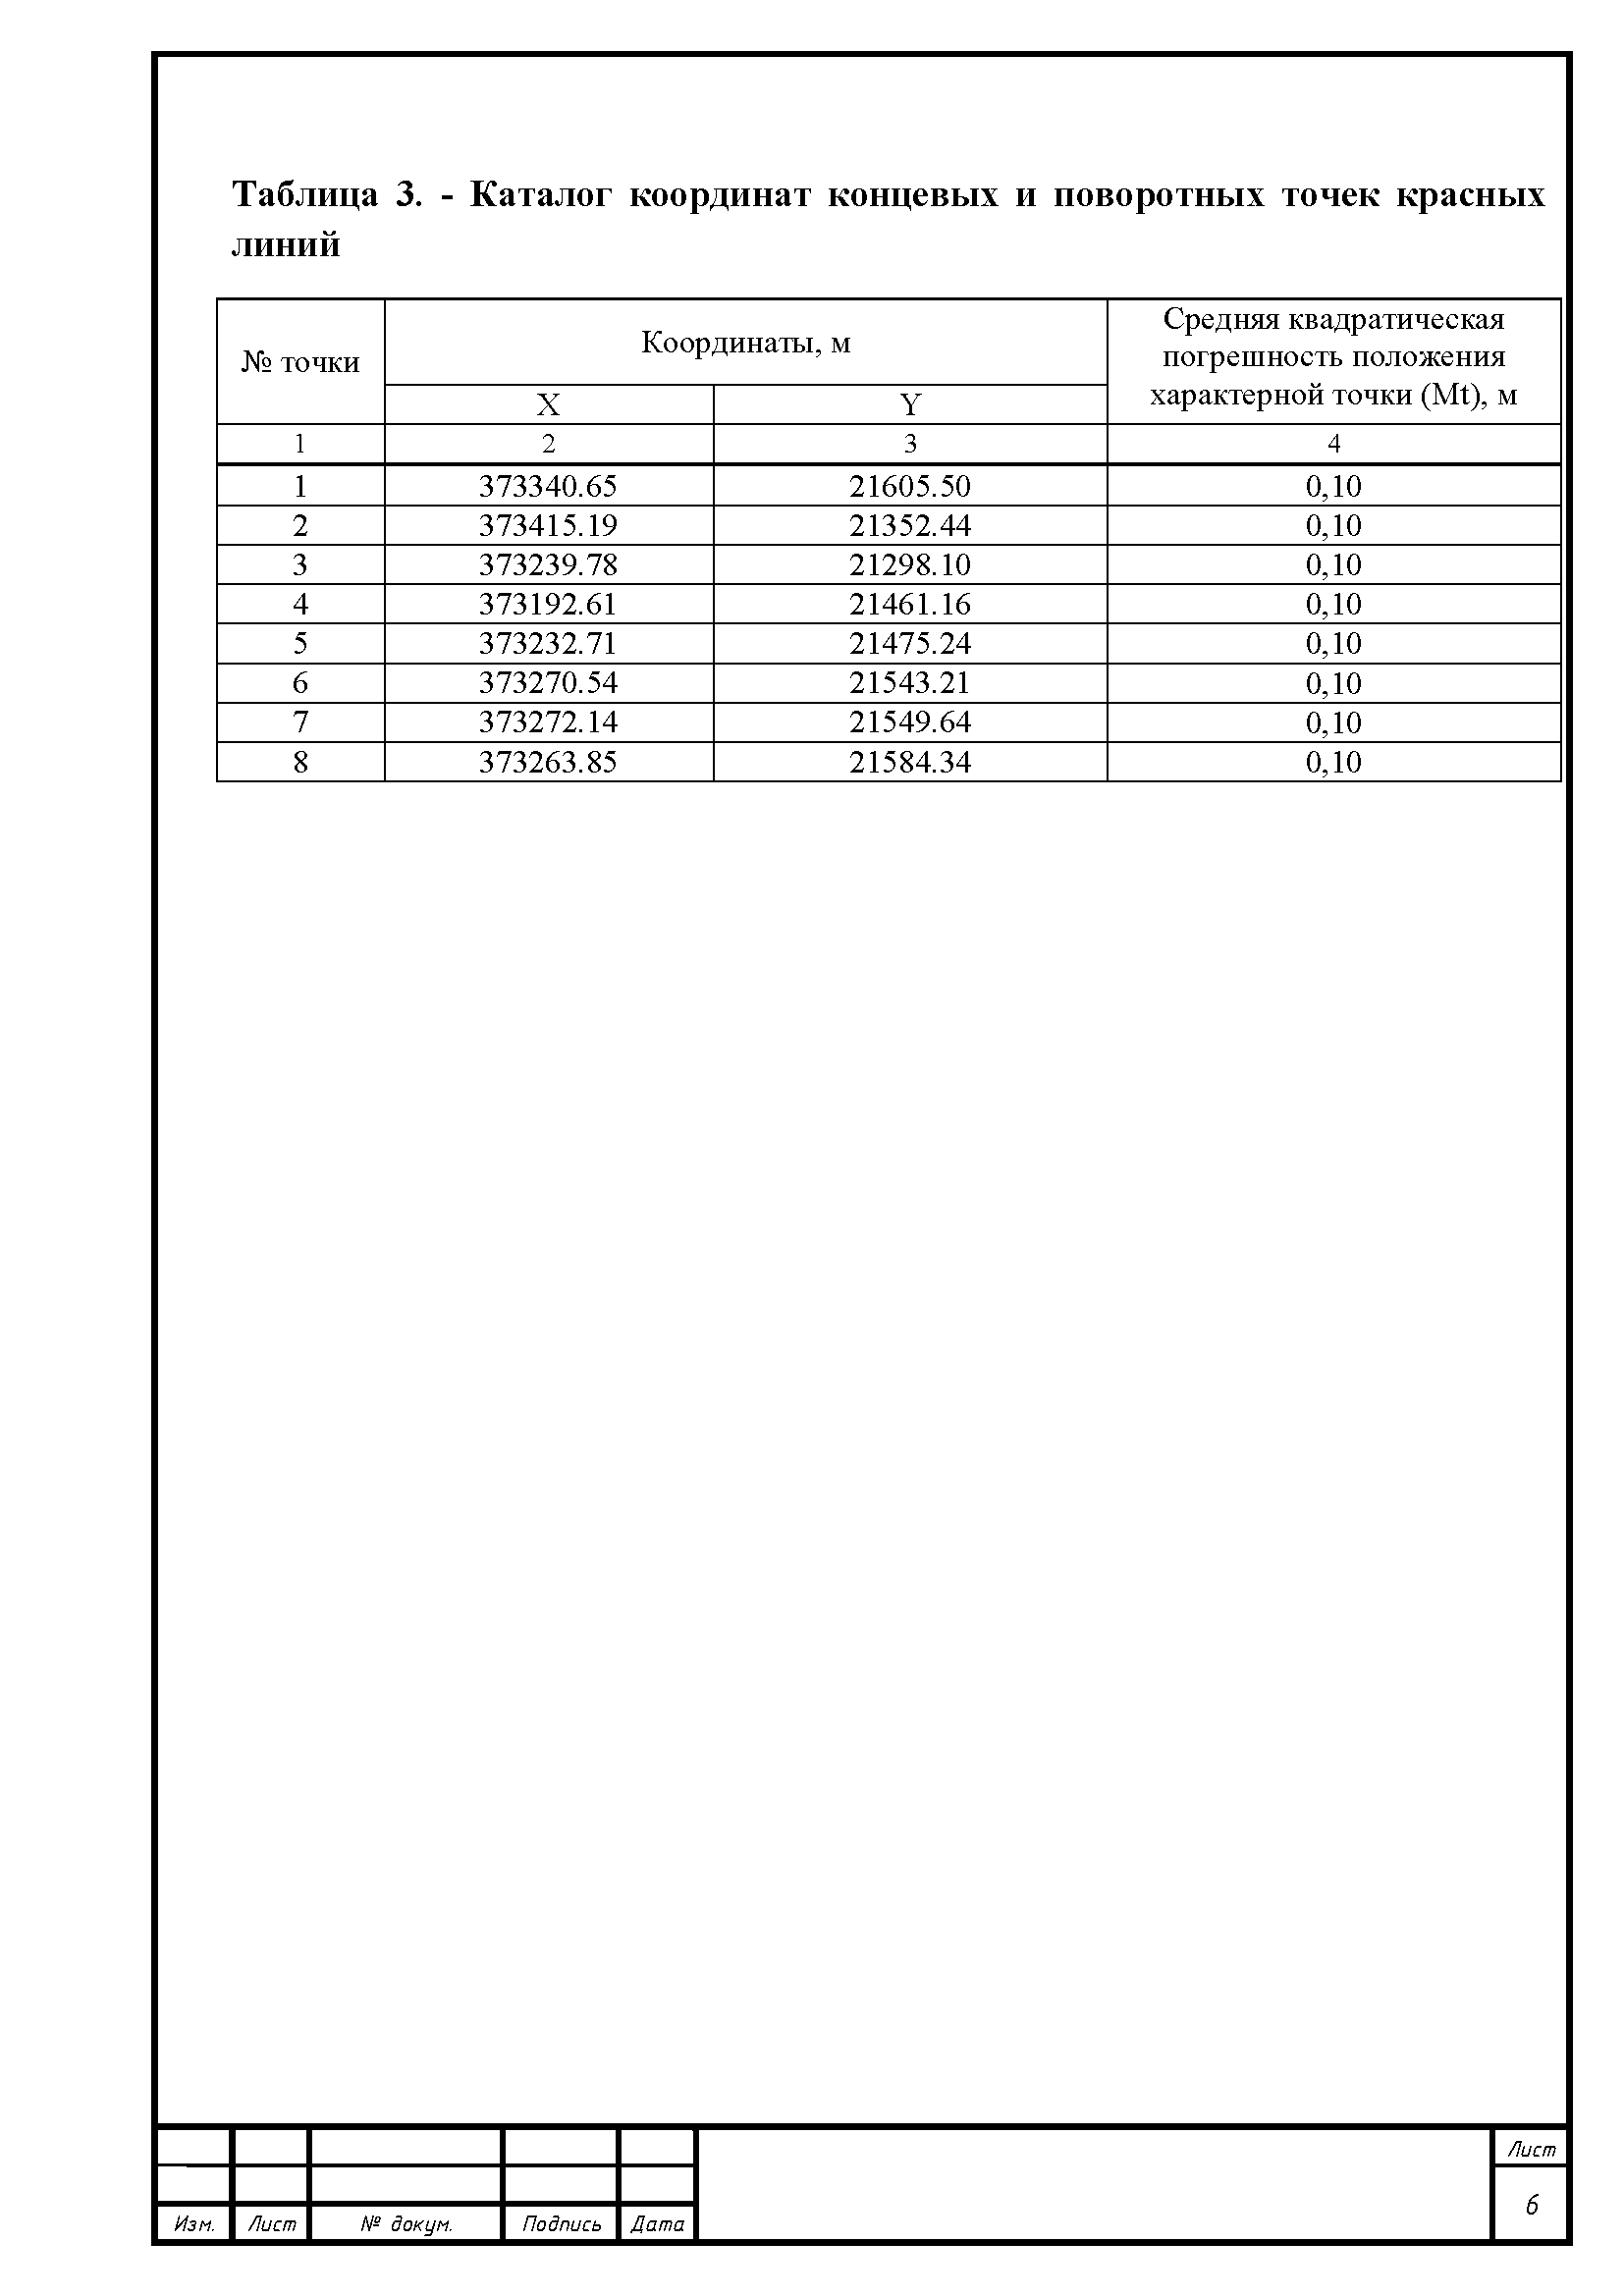 Таблица 3. - Каталог координат концевых и поворотных точек красных
линий
№ точки
Координаты, м
Средняя квадратическая
погрешность положения
характерной точки (Mt), м
X Y
1 2 3 4
1 373340.65 21605.50 0,10
2 373415.19 21352.44 0,10
3 373239.78 21298.10 0,10
4 373192.61 21461.16 0,10
5 373232.71 21475.24 0,10
6 373270.54 21543.21 0,10
7 373272.14 21549.64 0,10
8 373263.85 21584.34 0,10
Лист
6
Изм. Лист № докум. Подпись Дата